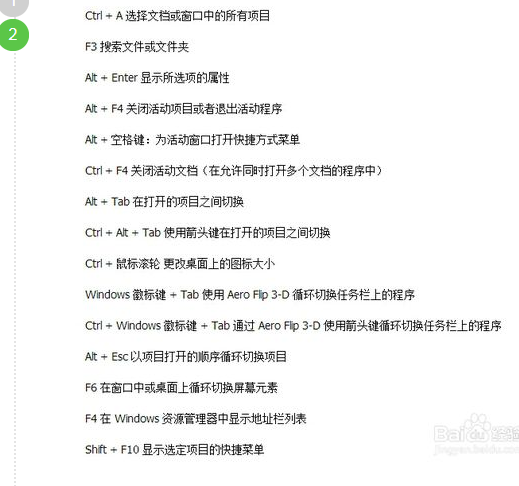 1
2
Ctrl + A 选择文档或窗口中的所有项目
F3 搜索文件或文件夹
Alt + Enter 显示所选项的属性
Alt + F4 关闭活动项目或者退出活动程序
Alt + 空格键：为活动窗口打开快捷方式菜单
Ctrl + F4 关闭活动文档（在允许同时打开多个文档的程序中）
Alt + Tab 在打开的项目之间切换
Ctrl + Alt + Tab 使用箭头键在打开的项目之间切换
Ctrl + 鼠标滚轮 更改桌面上的图标大小
Windows 徽标键 + Tab 使用 Aero Flip 3-D 循环切换任务栏上的程序
Ctrl + Windows 徽标键 + Tab 通过 Aero Flip 3-D 使用箭头键循环切换任务栏上的程序
Alt + Esc 以项目打开的顺序循环切换项目
F6 在窗口中或桌面上循环切换屏幕元素
F4 在 Windows 资源管理器中显示地址栏列表
Shift + F10 显示选定项目的快捷菜单
Baidu 经验
jingyan.baidu.com